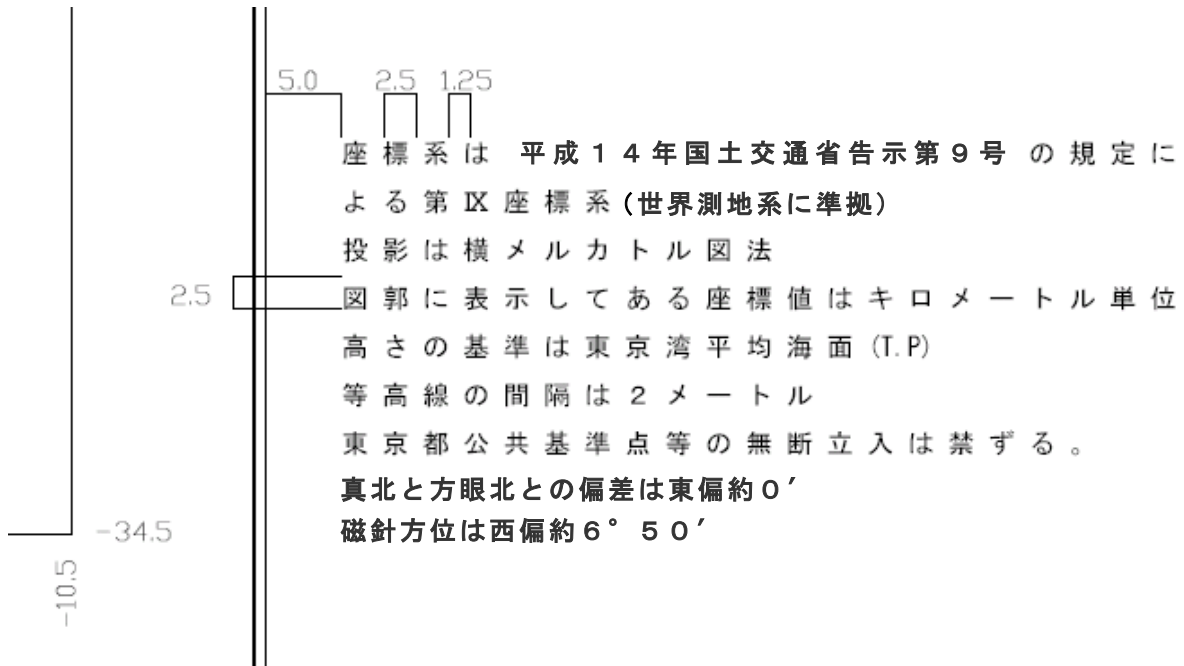 5.0 2.5 1.25
座標系は 平成１４年国土交通省告示第９号 の規定に
よる第Ⅸ座標系(世界測地系に準拠)
投影は横メルカトル図法
2.5 図郭に表示してある座標値はキロメートル単位
高さの基準は東京湾平均海面(T.P)
等高線の間隔は２メートル
東京都公共基準点等の無断立入は禁ずる。
真北と方眼北との偏差は東偏約０′
磁針方位は西偏約６°５０′
-34.5
-10.5